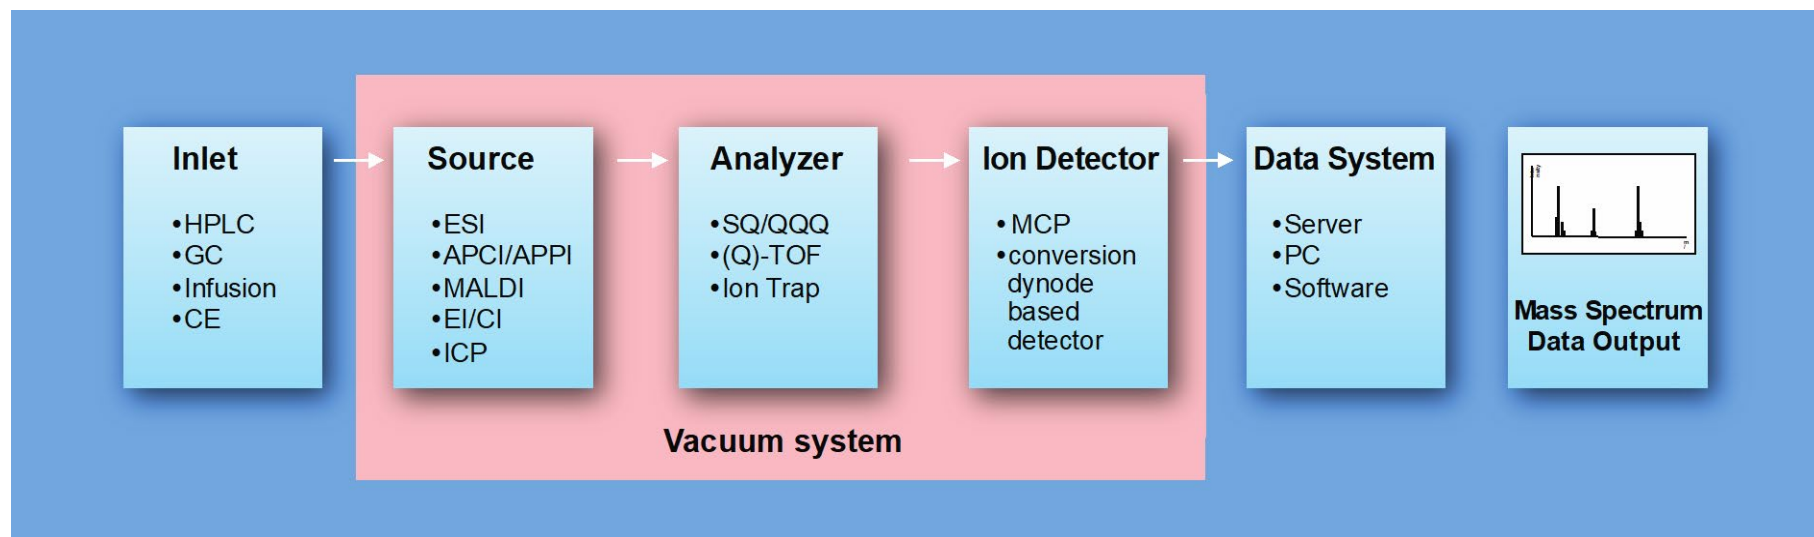 Inlet
•HPLC
•GC
•Infusion
•CE
Source
•ESI
•APCI/APPI
•MALDI
•EI/CI
•ICP
Analyzer
•SQ/QQQ
•(Q)-TOF
•Ion Trap
Ion Detector
•MCP
•conversion
dynode
based
detector
Vacuum system
Data System
•Server
•PC
•Software
Mass Spectrum
Data Output